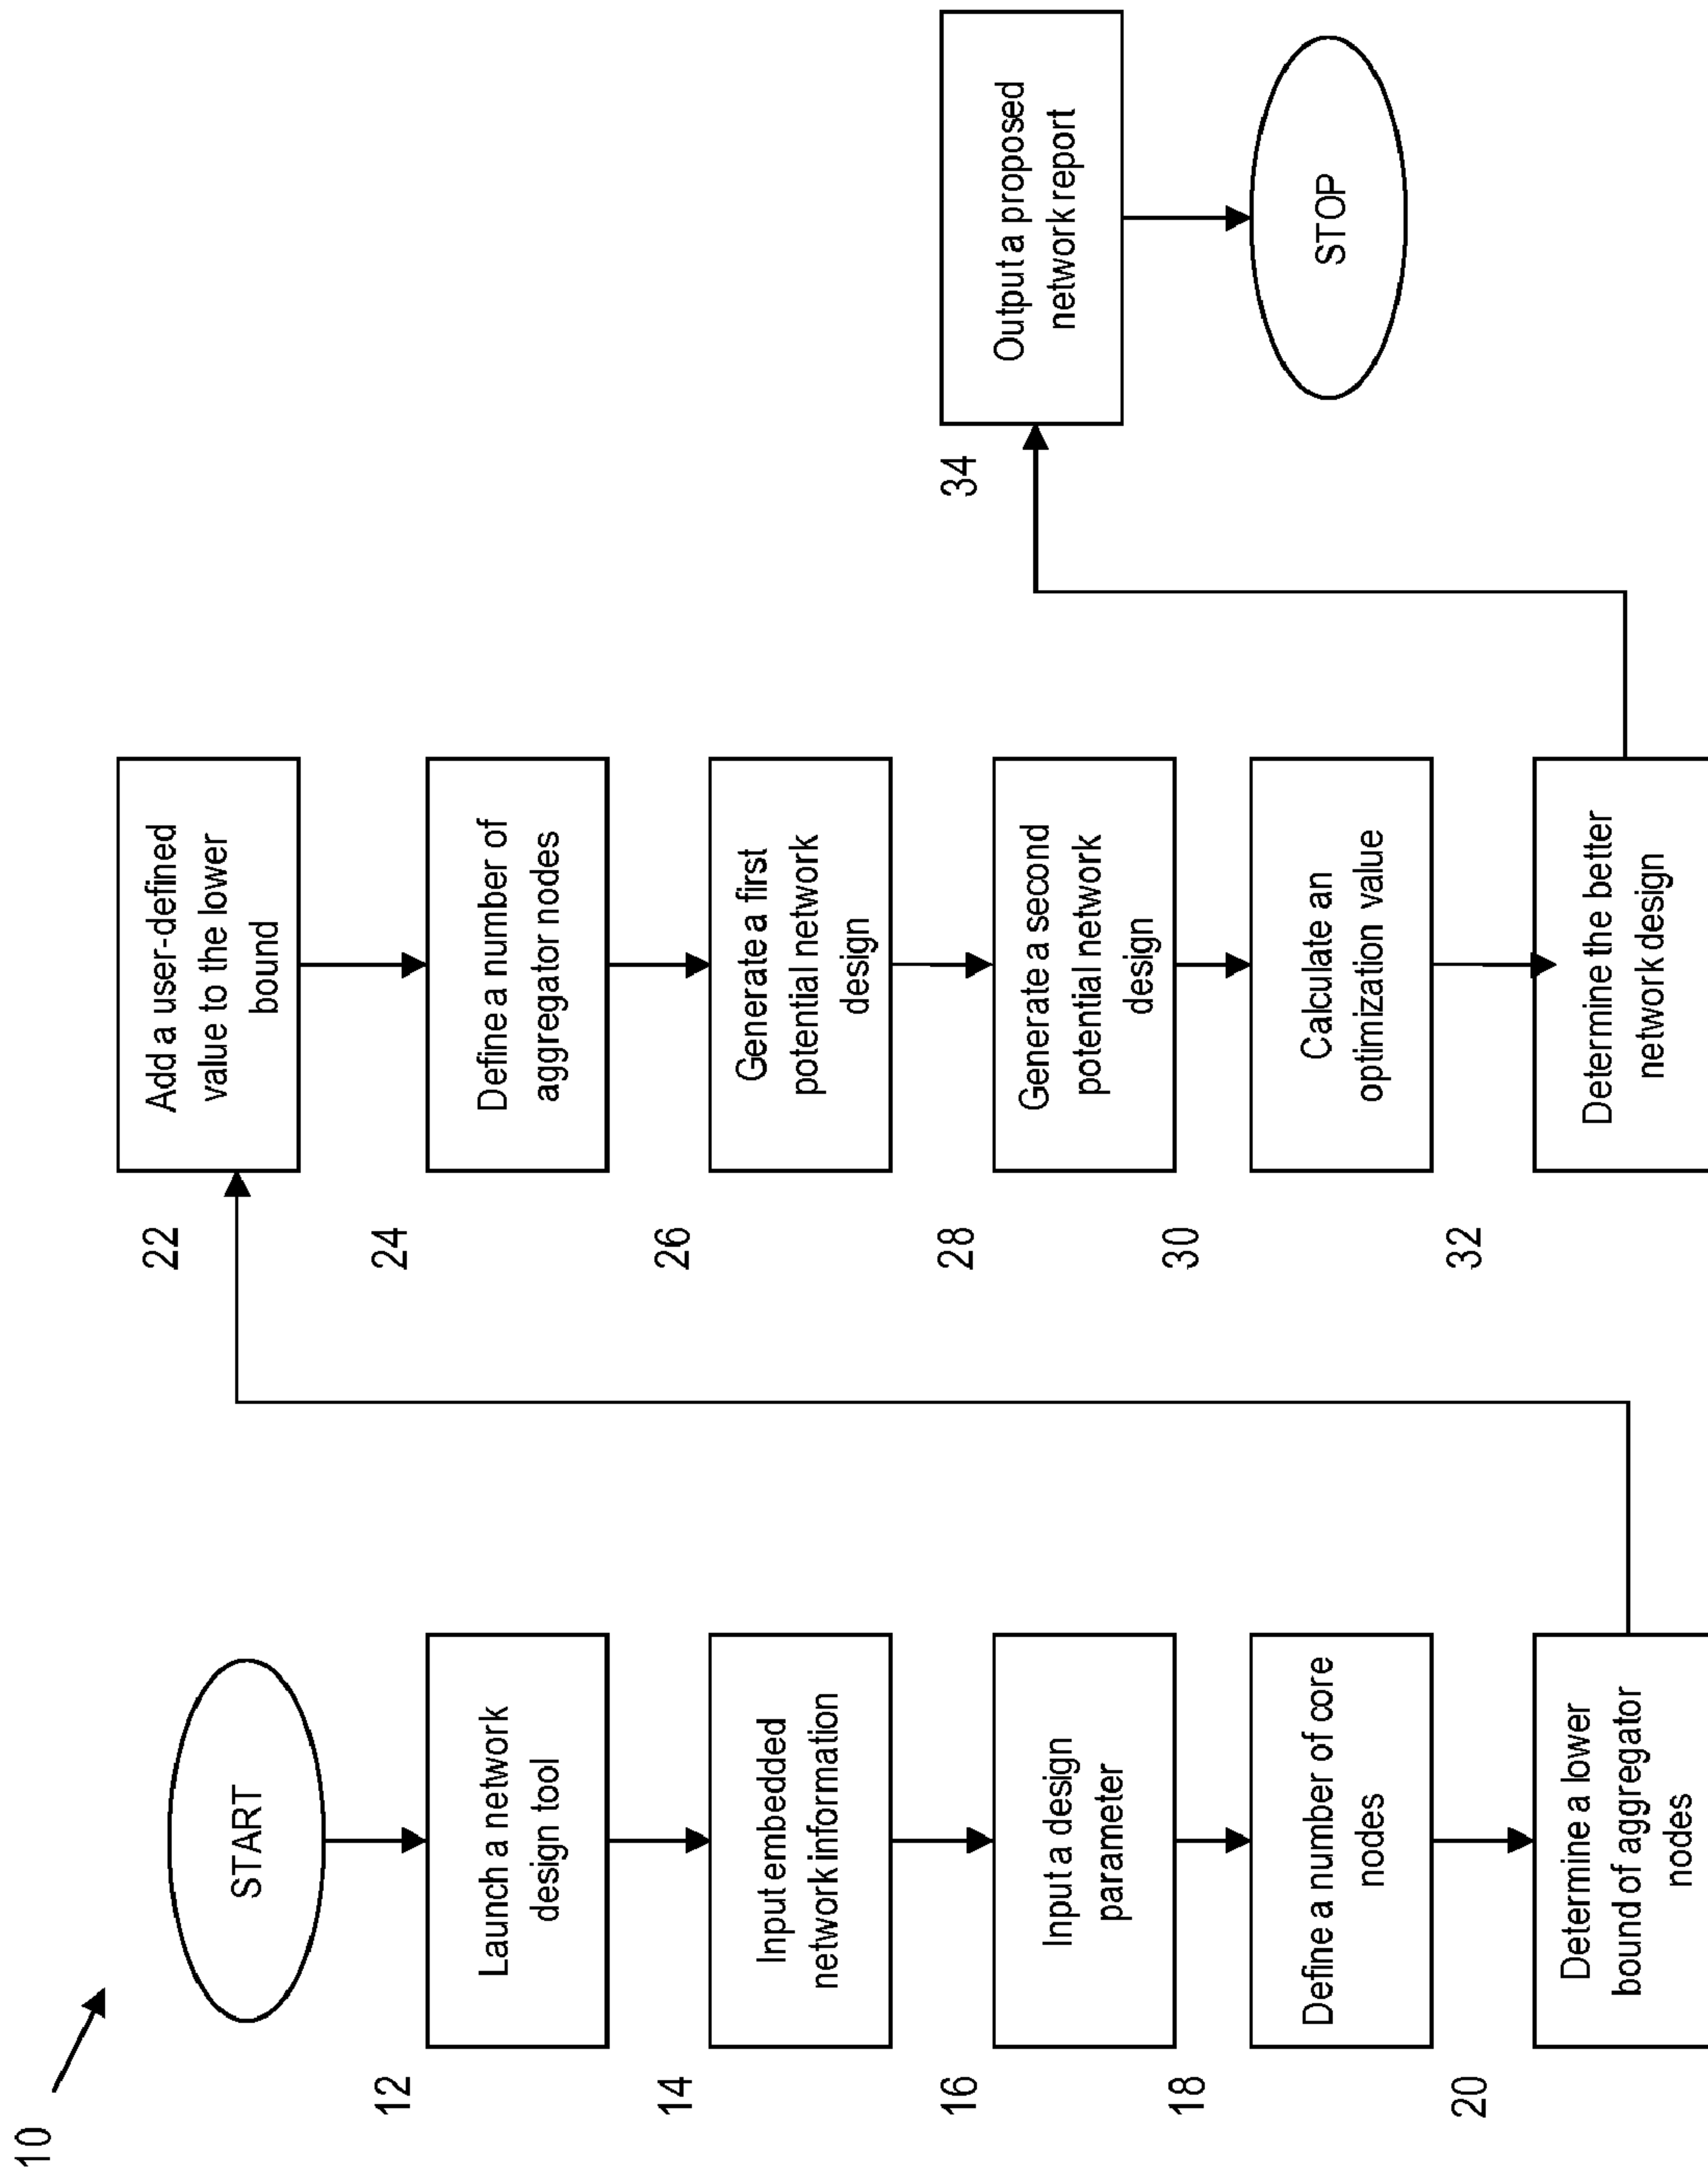 10
START
12
Launch a network
design tool
14
Input embedded
network information
16
Input a design
parameter
18
Define a number of core
nodes
20
Determine a lower
bound of aggregator
nodes
22
Add a user-defined
value to the lower
bound
24
Define a number of
aggregator nodes
26
Generate a first
potential network
design
28
Generate a second
potential network
design
30
Calculate an
optimization value
32
Determine the better
network design
34
Output a proposed
network report
STOP